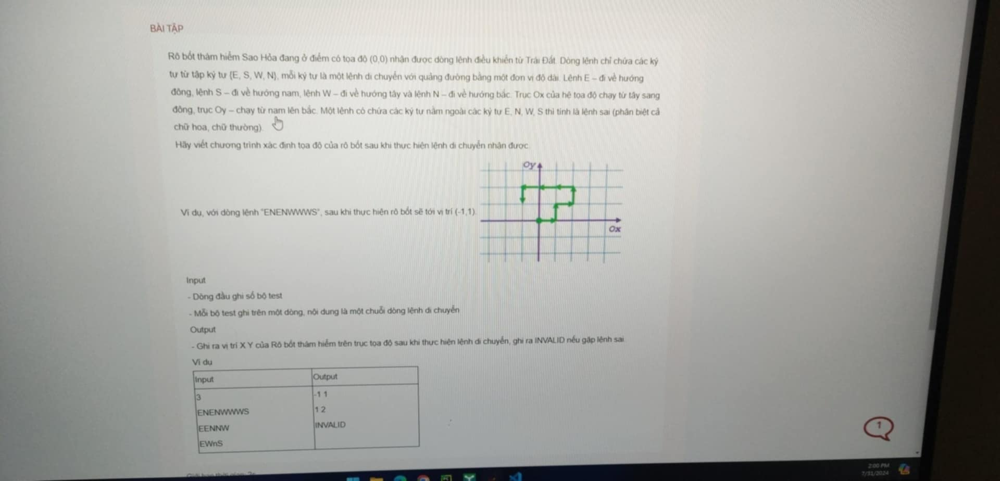 BÀI TẬP
Rô bốt thám hiểm Sao Hỏa đang ở điểm có tọa độ (0,0) nhận được dòng lệnh điều khiển từ Trái Đất. Dòng lệnh chỉ chứa các ký
tự từ tập ký tự {E, S, W, N}, mỗi ký tự là một lệnh di chuyển với quảng đường bằng một đơn vị độ dài. Lệnh E – đi về hướng
đông, lệnh S – đi về hướng nam, lệnh W – đi về hướng tây và lệnh N – đi về hướng bắc. Trục Ox của hệ tọa độ chạy từ tây sang
đông, trục Oy – chạy từ nam lên bắc. Một lệnh có chứa các ký tự nằm ngoài các ký tự E, N, W, S thì tính là lệnh sai (phân biệt cả
chữ hoa, chữ thường).
Hãy viết chương trình xác định tọa độ của rô bốt sau khi thực hiện lệnh di chuyển nhận được.
Oy
Ví dụ, với dòng lệnh "ENENWWWS", sau khi thực hiện rô bốt sẽ tới vị trí (-1,1).
Ox
Input
- Dòng đầu ghi số bộ test
- Mỗi bộ test ghi trên một dòng, nội dung là một chuỗi dòng lệnh di chuyển
Output
- Ghi ra vị trí X Y của Rô bốt thám hiểm trên trục tọa độ sau khi thực hiện lệnh di chuyển, ghi ra INVALID nếu gặp lệnh sai.
Ví dụ
Input
Output
3
ENENWWWS
EENNW
EWnS
-1 1
1 2
INVALID
1
2:00 PM
7/31/2024